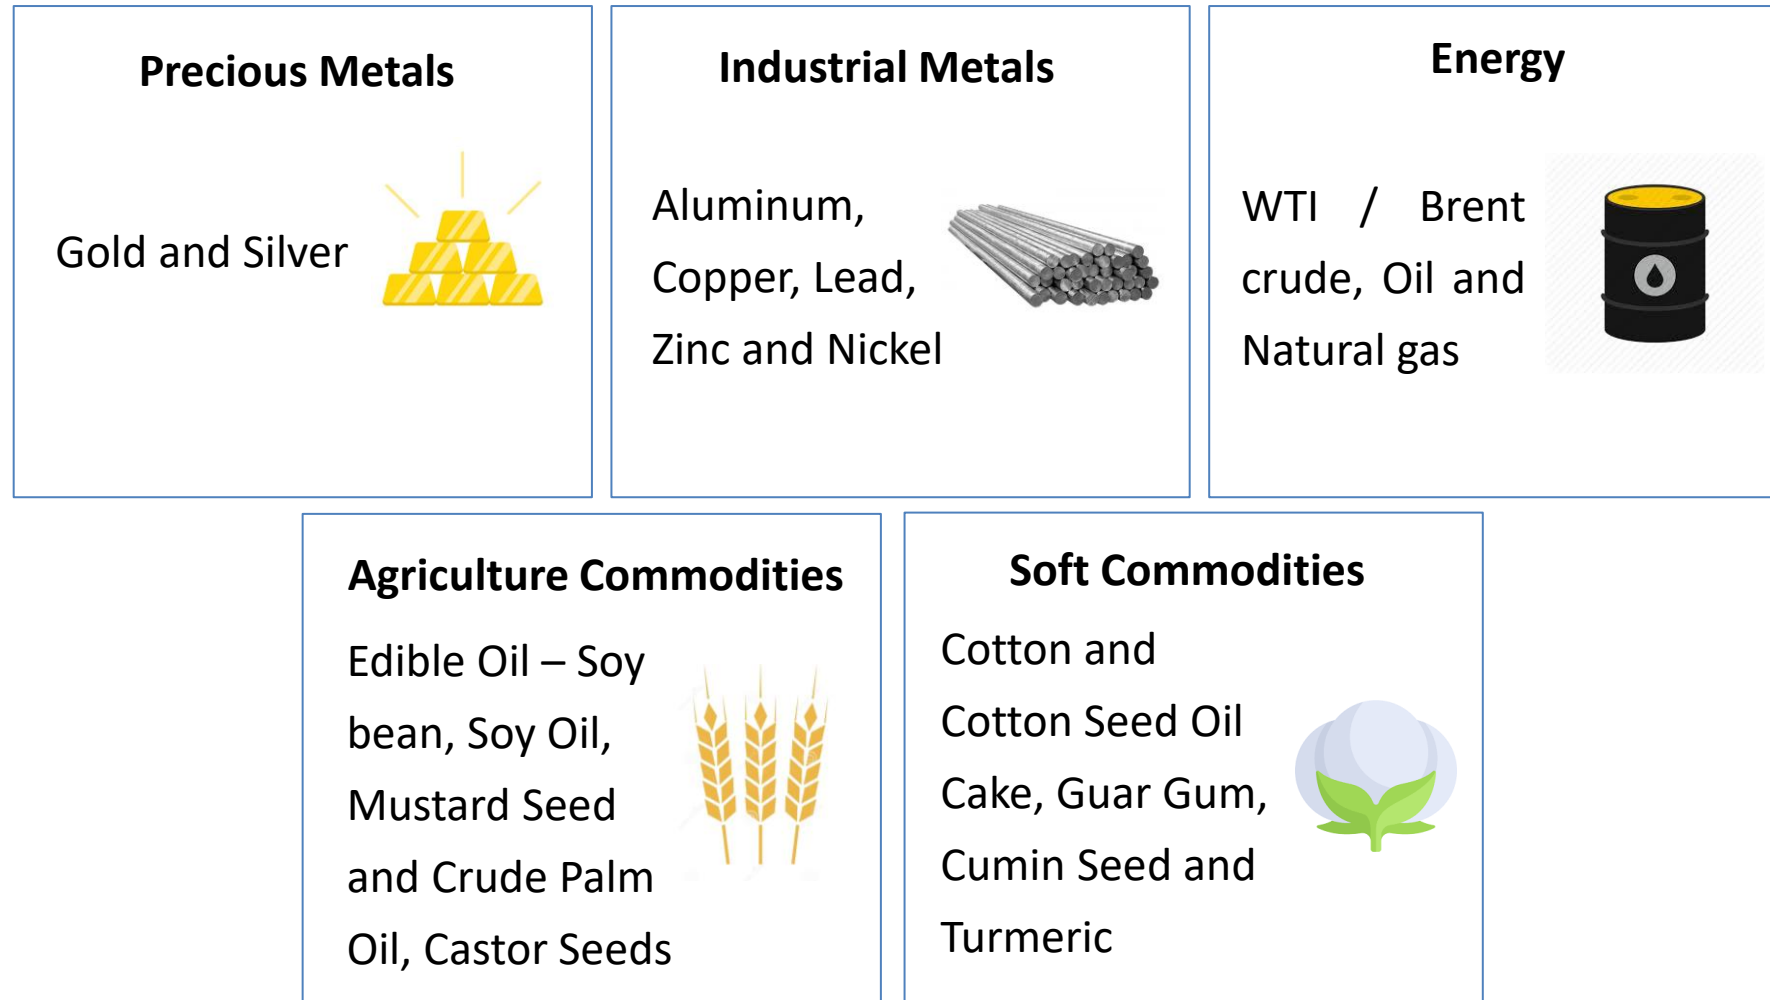 Precious Metals
Gold and Silver
Industrial Metals
Aluminum,
Copper, Lead,
Zinc and Nickel
Energy
WTI / Brent
crude, Oil and
Natural gas
Agriculture Commodities
Edible Oil – Soy
bean, Soy Oil,
Mustard Seed
and Crude Palm
Oil, Castor Seeds
Soft Commodities
Cotton and
Cotton Seed Oil
Cake, Guar Gum,
Cumin Seed and
Turmeric